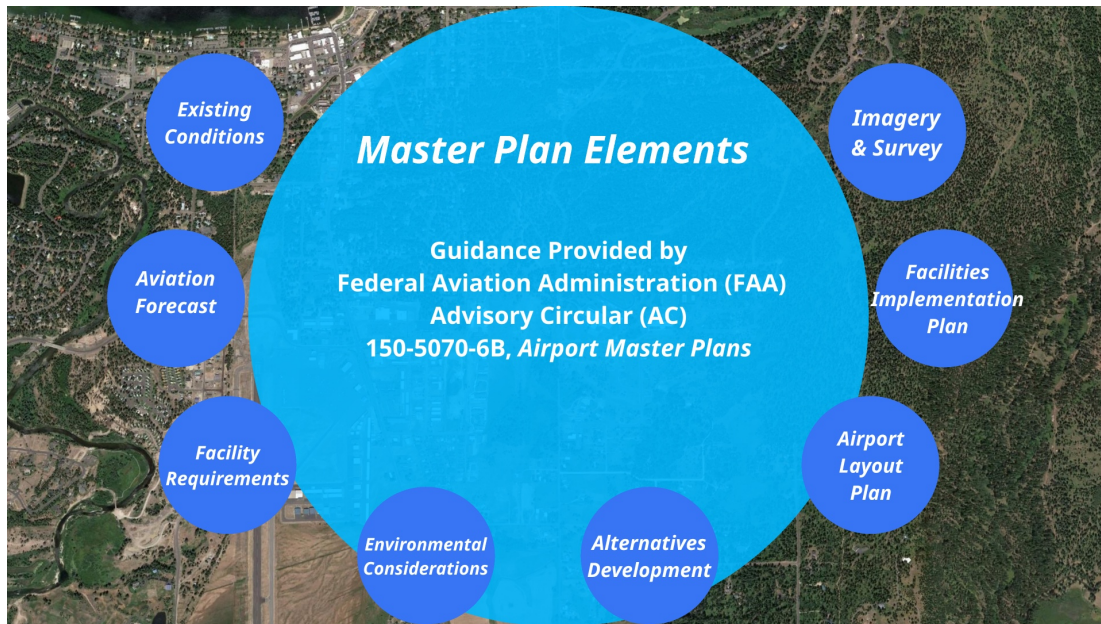 Master Plan Elements
Guidance Provided by
Federal Aviation Administration (FAA)
Advisory Circular (AC)
150-5070-6B, Airport Master Plans
Existing
Conditions
Aviation
Forecast
Facility
Requirements
Environmental
Considerations
Alternatives
Development
Airport
Layout
Plan
Facilities
Implementation
Plan
Imagery
& Survey